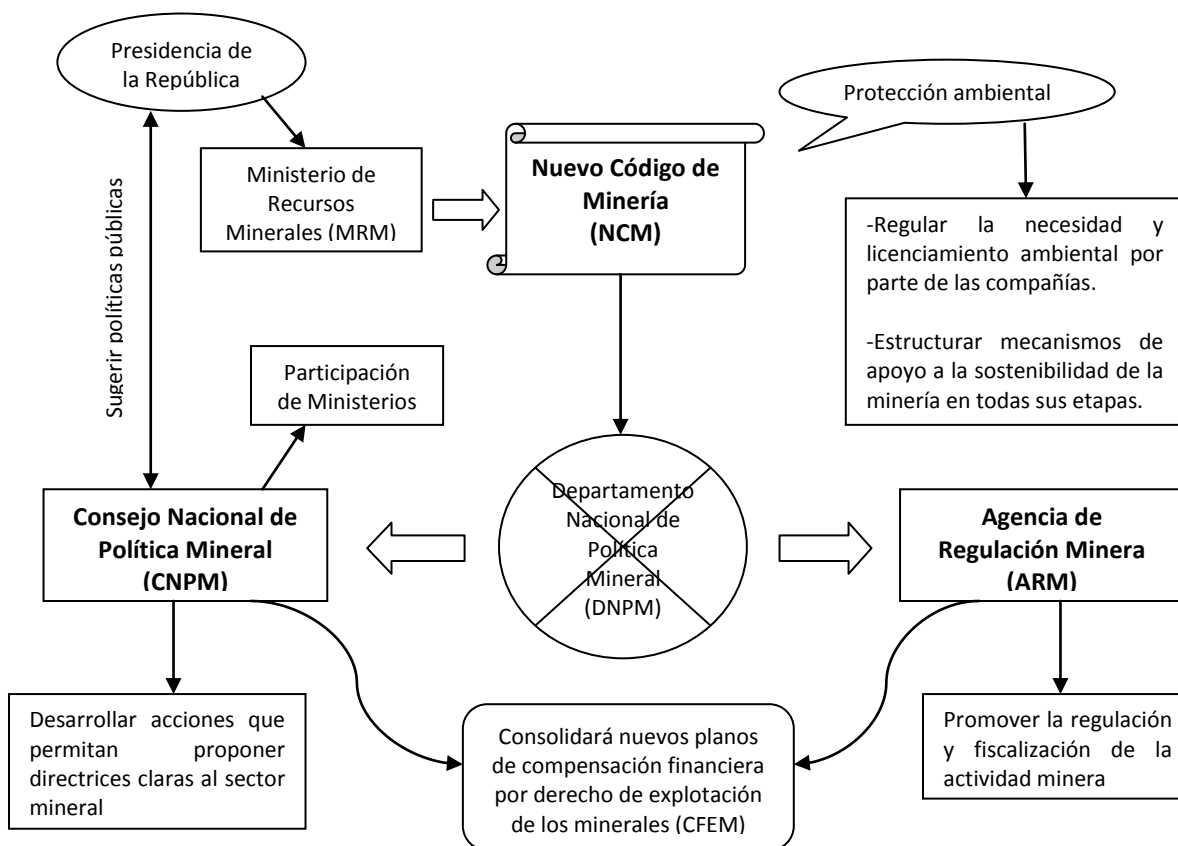 Presidencia de
la República
Protección ambiental
Ministerio de
Recursos
Minerales (MRM)
Nuevo Código de
Minería
(NCM)
-Regular la necesidad y
licenciamiento ambiental por
parte de las compañías.
-Estructurar mecanismos de
apoyo a la sostenibilidad de la
minería en todas sus etapas.
Sugerir políticas públicas
Participación
de Ministerios
Consejo Nacional de
Política Mineral
(CNPM)
Departamento
Nacional de
Política
Mineral
(DNPM)
Agencia de
Regulación Minera
(ARM)
Desarrollar acciones que
permitan proponer
directrices claras al sector
mineral
Consolidará nuevos planos
de compensación financiera
por derecho de explotación
de los minerales (CFEM)
Promover la regulación
y fiscalización de la
actividad minera